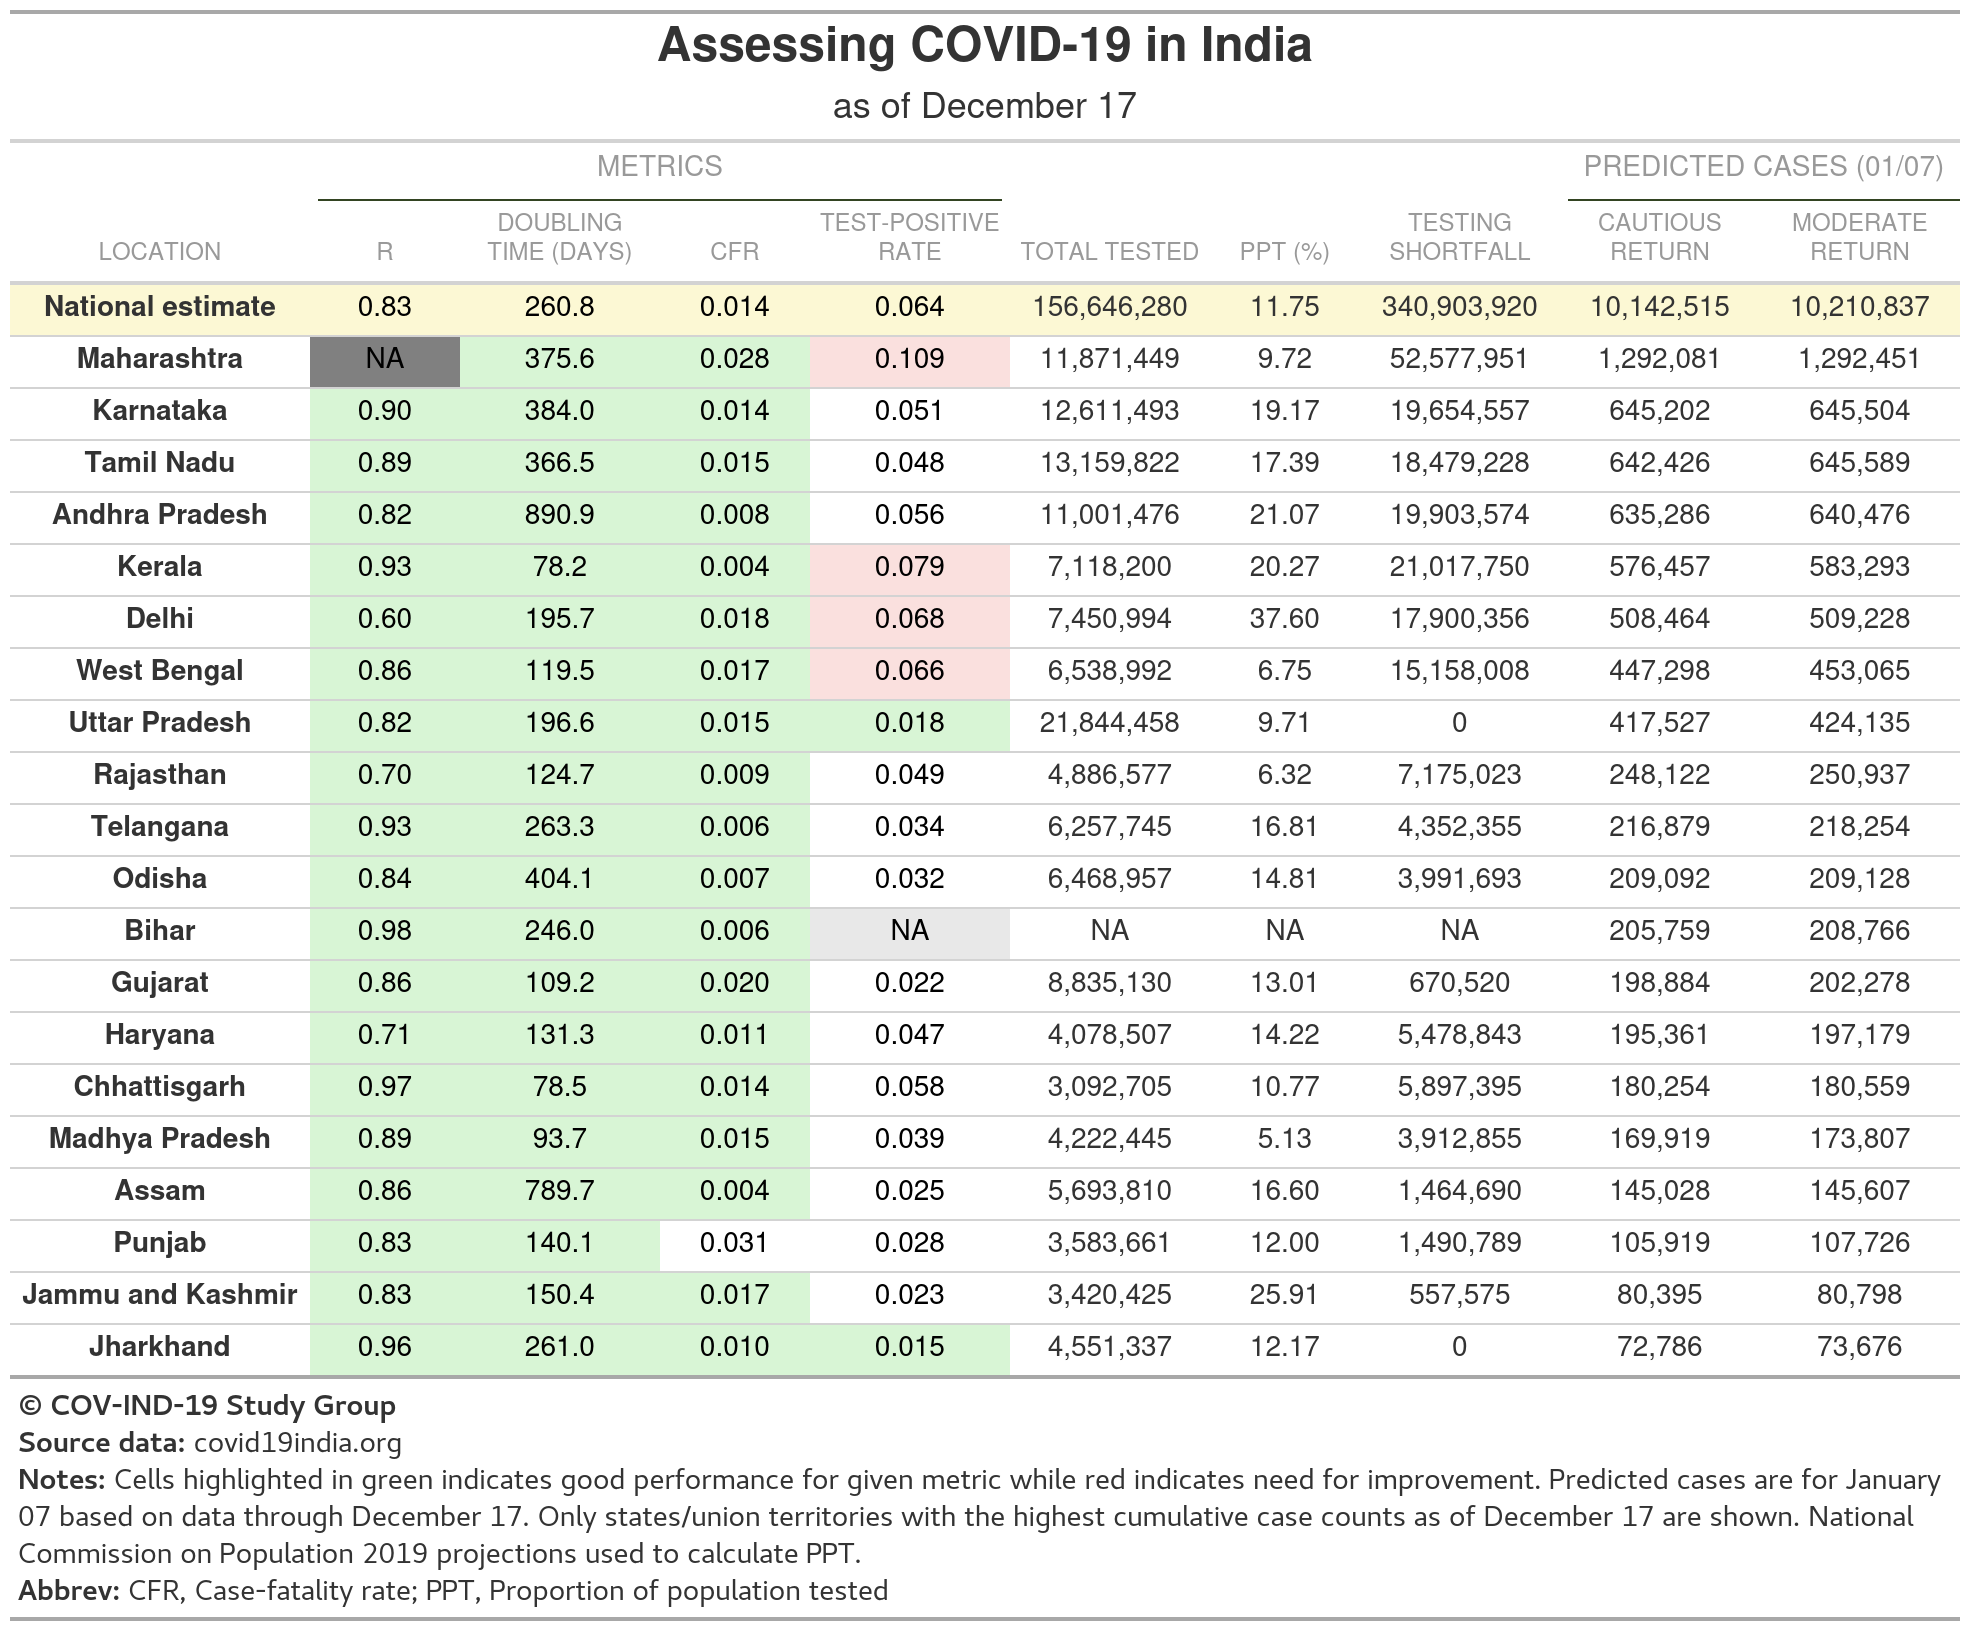 Assessing COVID-19 in India
as of December 17
METRICS PREDICTED CASES (01/07)
DOUBLING TEST-POSITIVE TESTING CAUTIOUS MODERATE
LOCATION R TIME (DAYS) CFR RATE TOTAL TESTED PPT (%) SHORTFALL RETURN RETURN
National estimate 0.83 260.8 0.014 0.064 156,646,280 11.75 340,903,920 10,142,515 10,210,837
Maharashtra NA 375.6 0.028 0.109 11,871,449 9.72 52,577,951 1,292,081 1,292,451
Karnataka 0.90 384.0 0.014 0.051 12,611,493 19.17 19,654,557 645,202 645,504
Tamil Nadu 0.89 366.5 0.015 0.048 13,159,822 17.39 18,479,228 642,426 645,589
Andhra Pradesh 0.82 890.9 0.008 0.056 11,001,476 21.07 19,903,574 635,286 640,476
Kerala 0.93 78.2 0.004 0.079 7,118,200 20.27 21,017,750 576,457 583,293
Delhi 0.60 195.7 0.018 0.068 7,450,994 37.60 17,900,356 508,464 509,228
West Bengal 0.86 119.5 0.017 0.066 6,538,992 6.75 15,158,008 447,298 453,065
Uttar Pradesh 0.82 196.6 0.015 0.018 21,844,458 9.71 0 417,527 424,135
Rajasthan 0.70 124.7 0.009 0.049 4,886,577 6.32 7,175,023 248,122 250,937
Telangana 0.93 263.3 0.006 0.034 6,257,745 16.81 4,352,355 216,879 218,254
Odisha 0.84 404.1 0.007 0.032 6,468,957 14.81 3,991,693 209,092 209,128
Bihar 0.98 246.0 0.006 NA NA NA NA 205,759 208,766
Gujarat 0.86 109.2 0.020 0.022 8,835,130 13.01 670,520 198,884 202,278
Haryana 0.71 131.3 0.011 0.047 4,078,507 14.22 5,478,843 195,361 197,179
Chhattisgarh 0.97 78.5 0.014 0.058 3,092,705 10.77 5,897,395 180,254 180,559
Madhya Pradesh 0.89 93.7 0.015 0.039 4,222,445 5.13 3,912,855 169,919 173,807
Assam 0.86 789.7 0.004 0.025 5,693,810 16.60 1,464,690 145,028 145,607
Punjab 0.83 140.1 0.031 0.028 3,583,661 12.00 1,490,789 105,919 107,726
Jammu and Kashmir 0.83 150.4 0.017 0.023 3,420,425 25.91 557,575 80,395 80,798
Jharkhand 0.96 261.0 0.010 0.015 4,551,337 12.17 0 72,786 73,676
© COV-IND-19 Study Group
Source data: covid19india.org
Notes: Cells highlighted in green indicates good performance for given metric while red indicates need for improvement. Predicted cases are for January
07 based on data through December 17. Only states/union territories with the highest cumulative case counts as of December 17 are shown. National
Commission on Population 2019 projections used to calculate PPT.
Abbrev: CFR, Case-fatality rate; PPT, Proportion of population tested